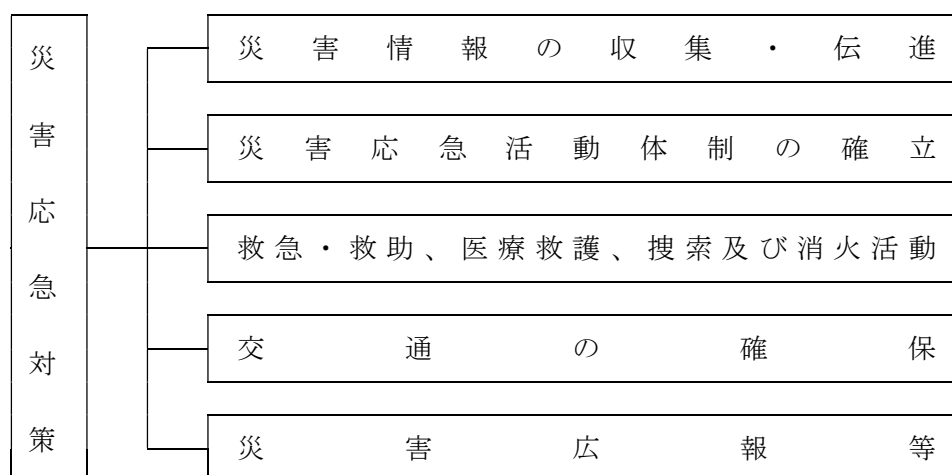 災害応急対策
災害情報の収集・伝進
災害応急活動体制の確立
救急・救助、医療救護、捜索及び消火活動
交通の確保
災害広報等